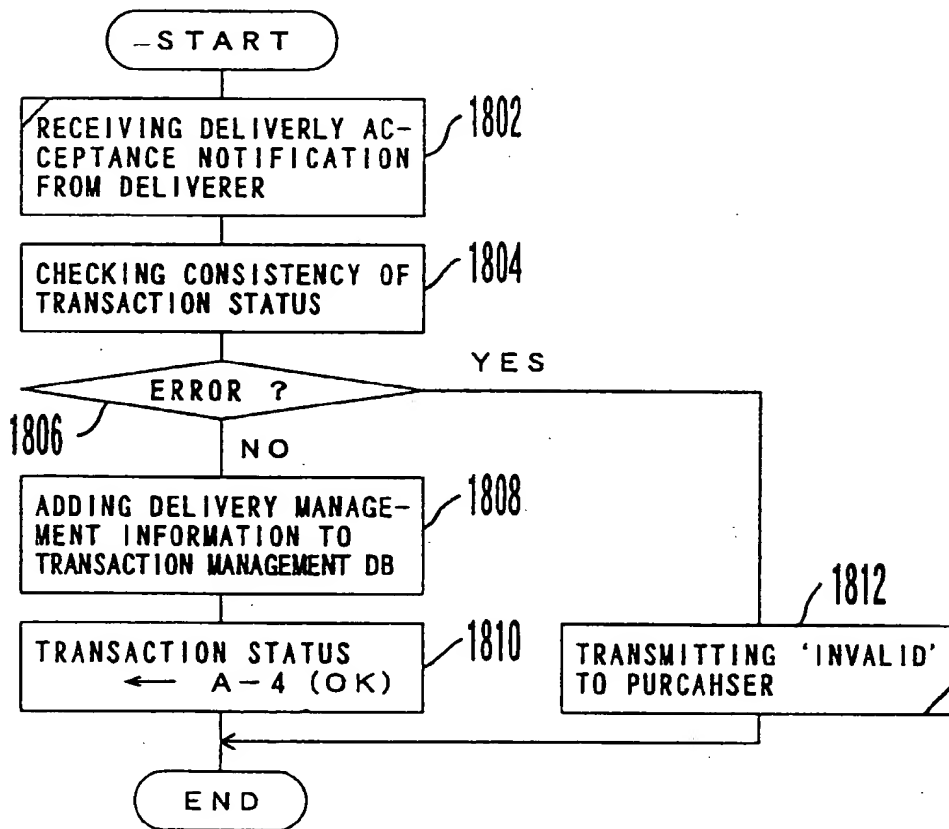 START
1802
RECEIVING DELIVERLY AC-
CEPTANCE NOTIFICATION
FROM DELIVERER
1804
CHECKING CONSISTENCY OF
TRANSACTION STATUS
YES
ERROR ?
1806
NO
1808
ADDING DELIVERY MANAGE-
MENT INFORMATION TO
TRANSACTION MANAGEMENT DB
1810
TRANSACTION STATUS
← A-4 (OK)
1812
TRANSMITTING 'INVALID'
TO PURCAHSER
END